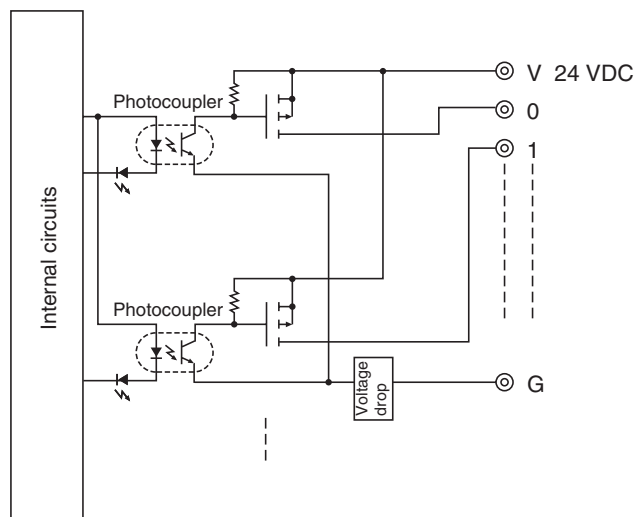 V 24 VDC
Photocoupler
0
1
Internal circuits
Photocoupler
Voltage
drop
G